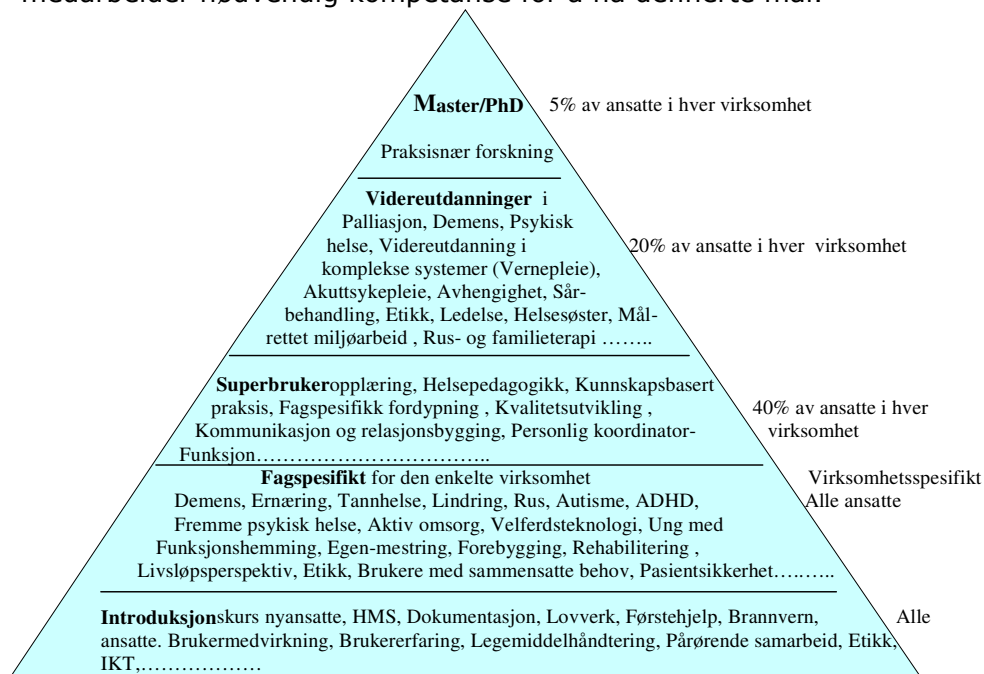 medarbeider nødvendig kompetanse for å nå definerte mål.
Master/PhD 5% av ansatte i hver virksomhet
Praksisnær forskning
Videreutdanninger i
Palliasjon, Demens, Psykisk
helse, Videreutdanning i 20% av ansatte i hver virksomhet
komplekse systemer (Vernepleie),
Akuttsykepleie, Avhengighet, Sår-
behandling, Etikk, Ledelse, Helsesøster, Mål-
rettet miljøarbeid , Rus- og familieterapi ……..
Superbrukeropplæring, Helsepedagogikk, Kunnskapsbasert
praksis, Fagspesifikk fordypning , Kvalitetsutvikling , 40% av ansatte i hver
Kommunikasjon og relasjonsbygging, Personlig koordinator- virksomhet
Funksjon……………………………..
Fagspesifikt for den enkelte virksomhet Virksomhetsspesifikt
Demens, Ernæring, Tannhelse, Lindring, Rus, Autisme, ADHD, Alle ansatte
Fremme psykisk helse, Aktiv omsorg, Velferdsteknologi, Ung med
Funksjonshemming, Egen-mestring, Forebygging, Rehabilitering ,
Livsløpsperspektiv, Etikk, Brukere med sammensatte behov, Pasientsikkerhet……...
Introduksjonskurs nyansatte, HMS, Dokumentasjon, Lovverk, Førstehjelp, Brannvern, Alle
ansatte. Brukermedvirkning, Brukererfaring, Legemiddelhåndtering, Pårørende samarbeid, Etikk,
IKT,………………